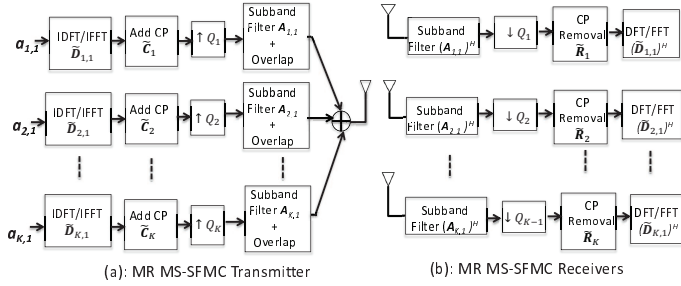 a1,1
IDFT/IFFT
D̃1,1
Add CP
C̃1
↑ Q1
Subband
Filter A1,1
+
Overlap
a2,1
IDFT/IFFT
D̃2,1
Add CP
C̃2
↑ Q2
Subband
Filter A2,1
+
Overlap
aK,1
IDFT/IFFT
D̃K,1
Add CP
C̃K
↑ QK
Subband
Filter AK,1
+
Overlap
(a): MR MS-SFMC Transmitter
Subband
Filter (A1,1)H
↓ Q1
CP
Removal
R̃1
DFT/FFT
(D̃1,1)H
Subband
Filter (A2,1)H
↓ Q2
CP
Removal
R̃2
DFT/FFT
(D̃2,1)H
Subband
Filter (AK,1)H
↓ QK−1
CP
Removal
R̃K
DFT/FFT
(D̃K,1)H
(b): MR MS-SFMC Receivers